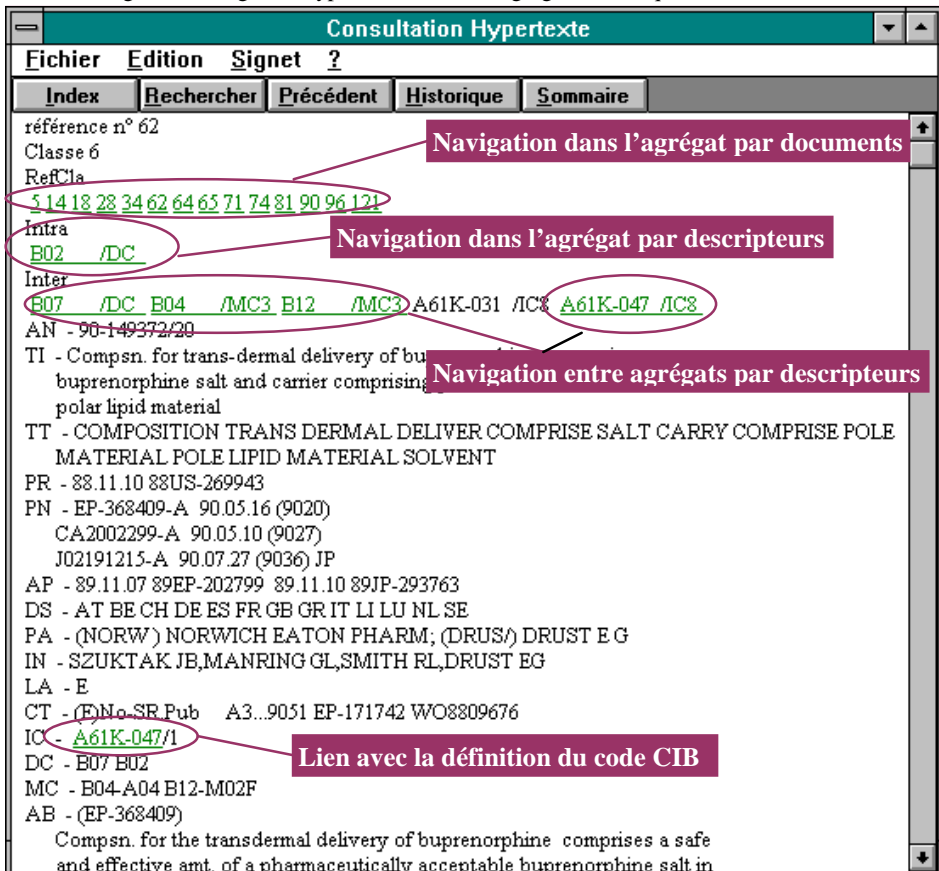 Consultation Hypertexte
Fichier Edition Signet ?
Index Rechercher Précédent Historique Sommaire
référence n° 62
Navigation dans l'agrégat par documents
Classe 6
RefCla
5 14 18 28 34 62 64 65 71 74 81 90 96 121
Intra
Navigation dans l'agrégat par descripteurs
B02 /DC
Inter
B07 /DC B04 /MC3 B12 /MC3 A61K-031 /IC8 A61K-047 /IC8
AN - 90-149372/20
TI - Compsn. for trans-dermal delivery of
buprenorphine salt and carrier
Navigation entre agrégats par descripteurs
polar lipid material
TT - COMPOSITION TRANS DERMAL DELIVER COMPRISE SALT CARRY COMPRISE POLE
MATERIAL POLE LIPID MATERIAL SOLVENT
PR - 88.11.10 88US-269943
PN - EP-368409-A 90.05.16 (9020)
CA2002299-A 90.05.10 (9027)
J02191215-A 90.07.27 (9036) JP
AP - 89.11.07 89EP-202799 89.11.10 89JP-293763
DS - AT BE CH DE ES FR GB GR IT LI LU NL SE
PA - (NORW) NORWICH EATON PHARM; (DRUS/) DRUST E G
IN - SZUKTAK JB,MANRING GL,SMITH RL,DRUST EG
LA - E
CT - (E)No-SR.Pub A3...9051 EP-171742 WO8809676
IC - A61K-047/1
Lien avec la définition du code CIB
DC - B07 B02
MC - B04-A04 B12-M02F
AB - (EP-368409)
Compsn. for the transdermal delivery of buprenorphine comprises a safe
and effective amt. of a pharmaceutically acceptable buprenorphine salt in